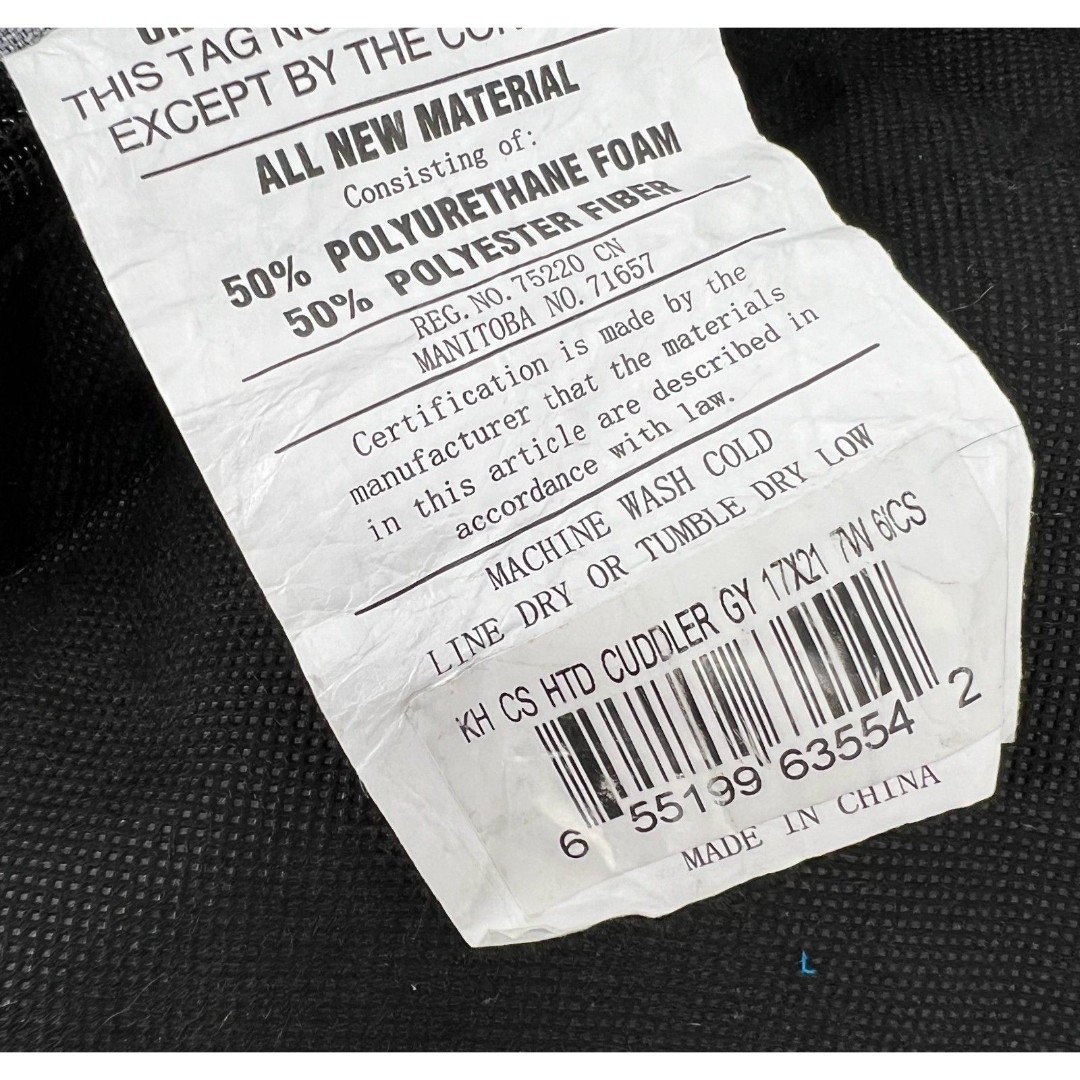 THIS TAG
EXCEPT BY THE
ALL NEW MATERIAL
Consisting of:
50% POLYURETHANE FOAM
50% POLYESTER FIBER
REG.NO.75220 CN
MANITOBA NO.71657
Certification is made by the
manufacturer that the materials
in this article are described in
accordance with law.
MACHINE WASH COLD
LINE DRY OR TUMBLE DRY LOW
KH CS HTD CUDDLER GY 17X21 7W 6/CS
6 55199 63554 2
MADE IN CHINA